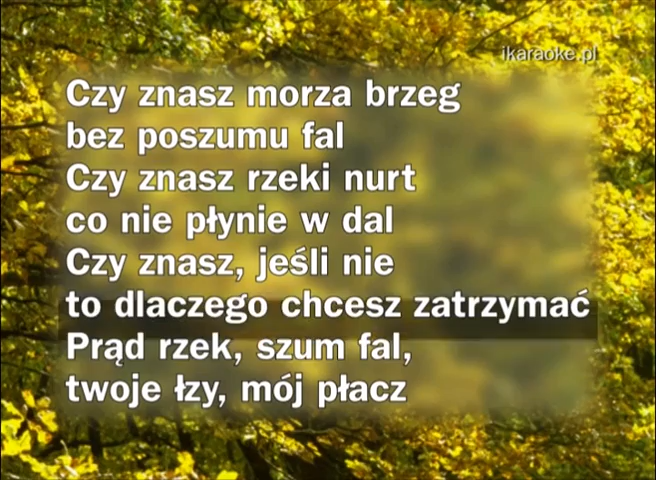 ikaraoke.pl
Czy znasz morza brzeg
bez poszumu fal
Czy znasz rzeki nurt
co nie płynie w dal
Czy znasz, jeśli nie
to dlaczego chcesz zatrzymać
Prąd rzek, szum fal,
twoje łzy, mój płacz